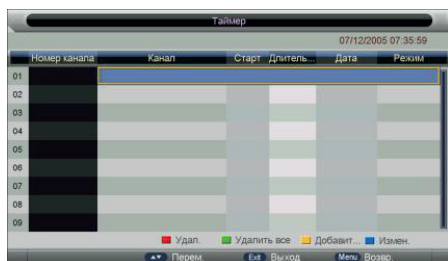 Таймер
07/12/2005 07:35:59
Номер канала Канал Старт Длитель... Дата Режим
01
02
03
04
05
06
07
08
09
Удал. Удалить все Добавит... Измен.
Перем. Exit Выход Menu Возвр.